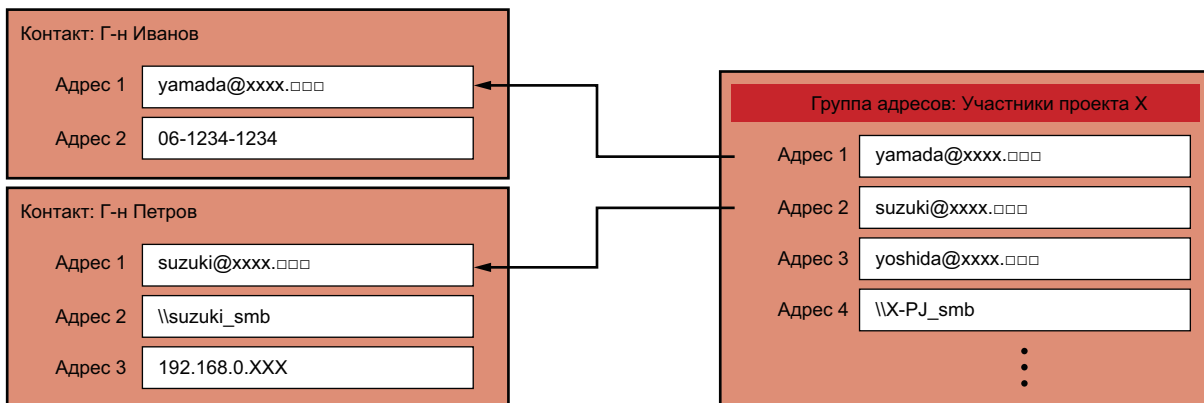 Контакт: Г-н Иванов
Адрес 1 yamada@xxxx.□□□
Адрес 2 06-1234-1234
Контакт: Г-н Петров
Адрес 1 suzuki@xxxx.□□□
Адрес 2 \\suzuki_smb
Адрес 3 192.168.0.XXX
Группа адресов: Участники проекта X
Адрес 1 yamada@xxxx.□□□
Адрес 2 suzuki@xxxx.□□□
Адрес 3 yoshida@xxxx.□□□
Адрес 4 \\X-PJ_smb